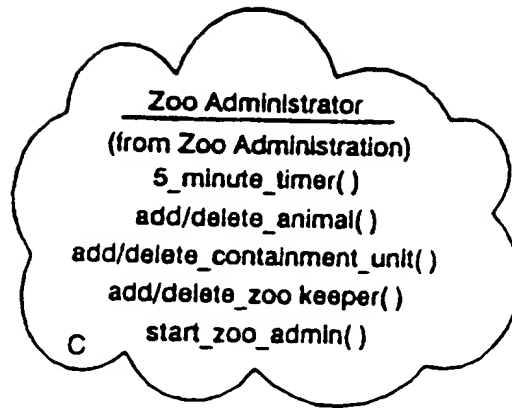 Zoo Administrator
(from Zoo Administration)
5_minute_timer( )
add/delete_animal( )
add/delete_containment_unit( )
add/delete_zoo keeper( )
start_zoo_admin( )
C